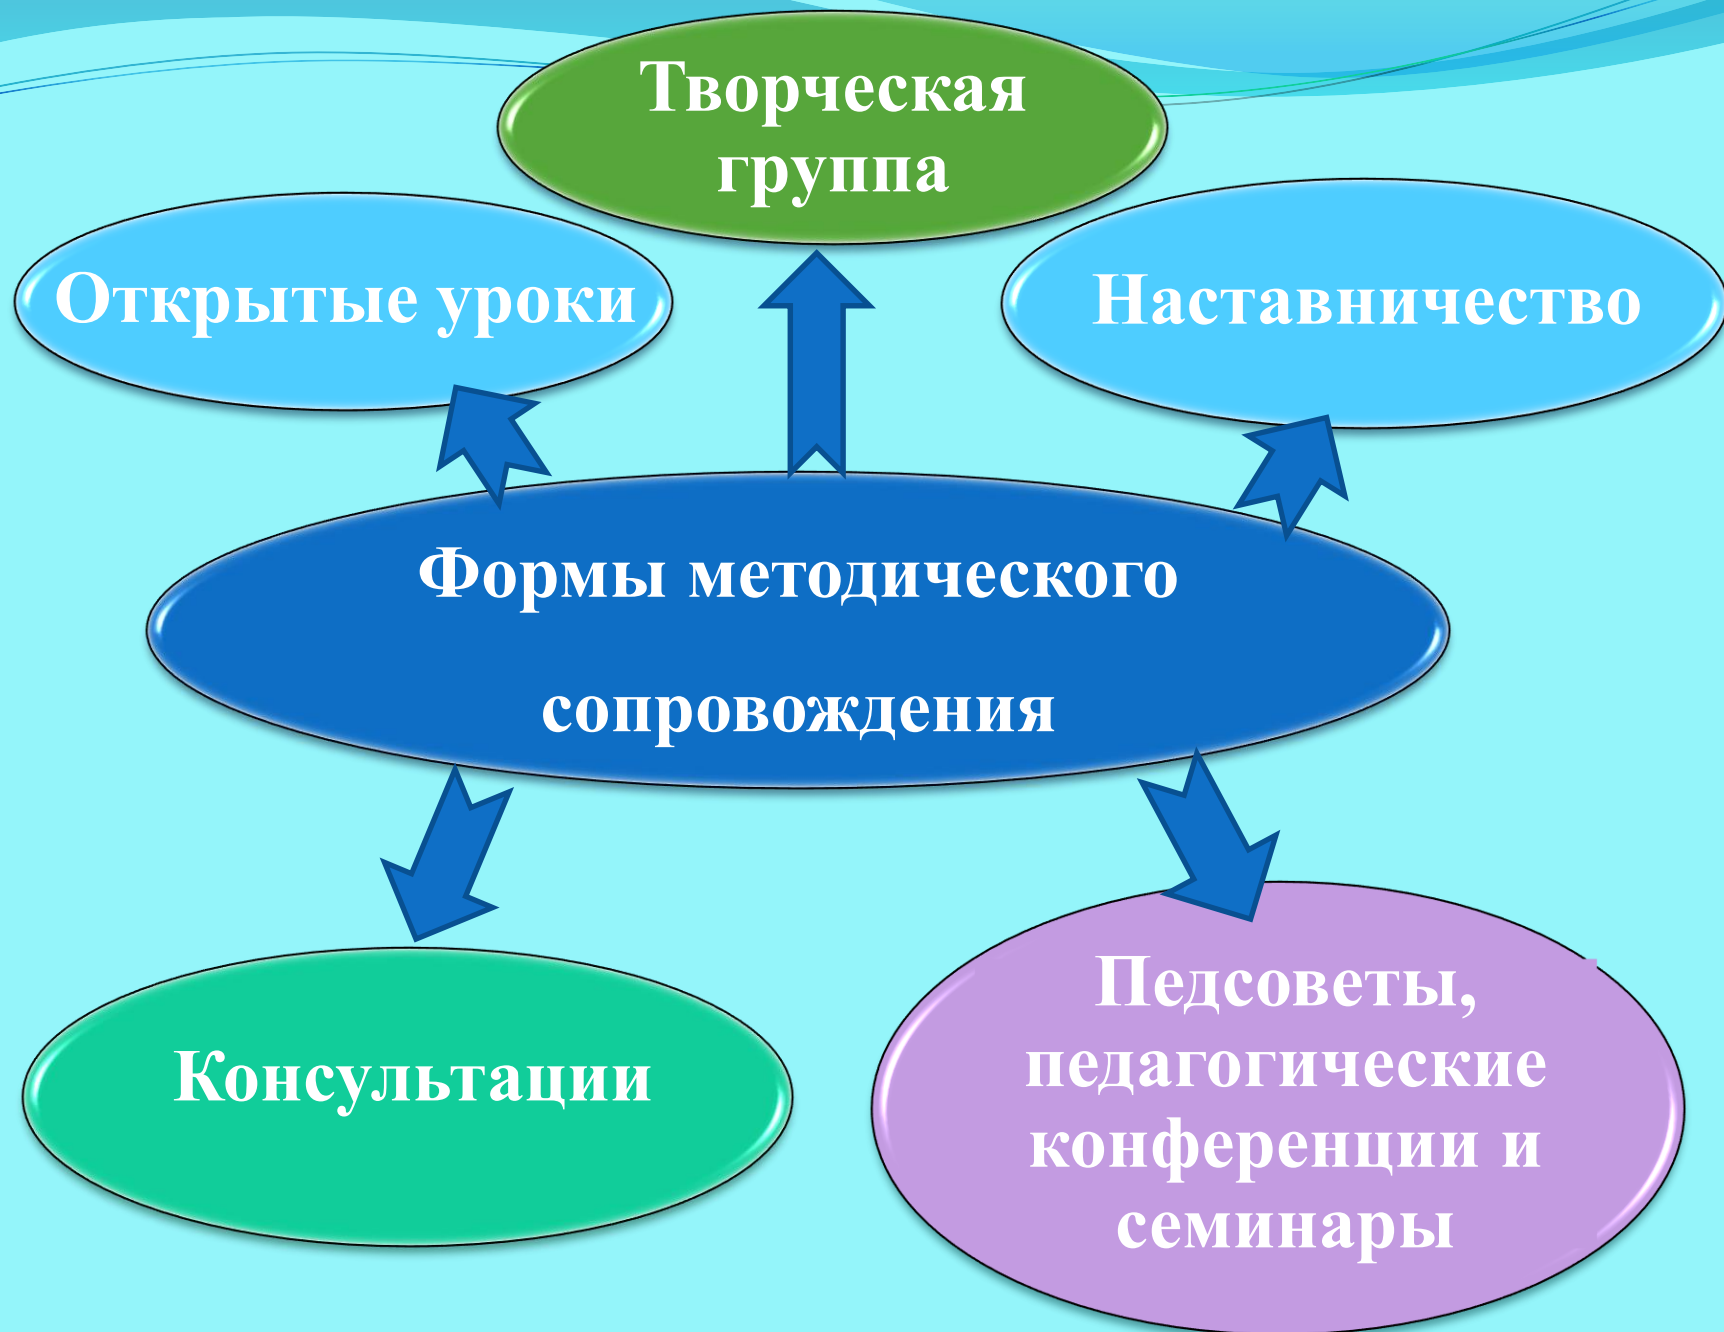 Творческая
группа
Открытые уроки
Наставничество
Формы методического
сопровождения
Консультации
Педсоветы,
педагогические
конференции и
семинары